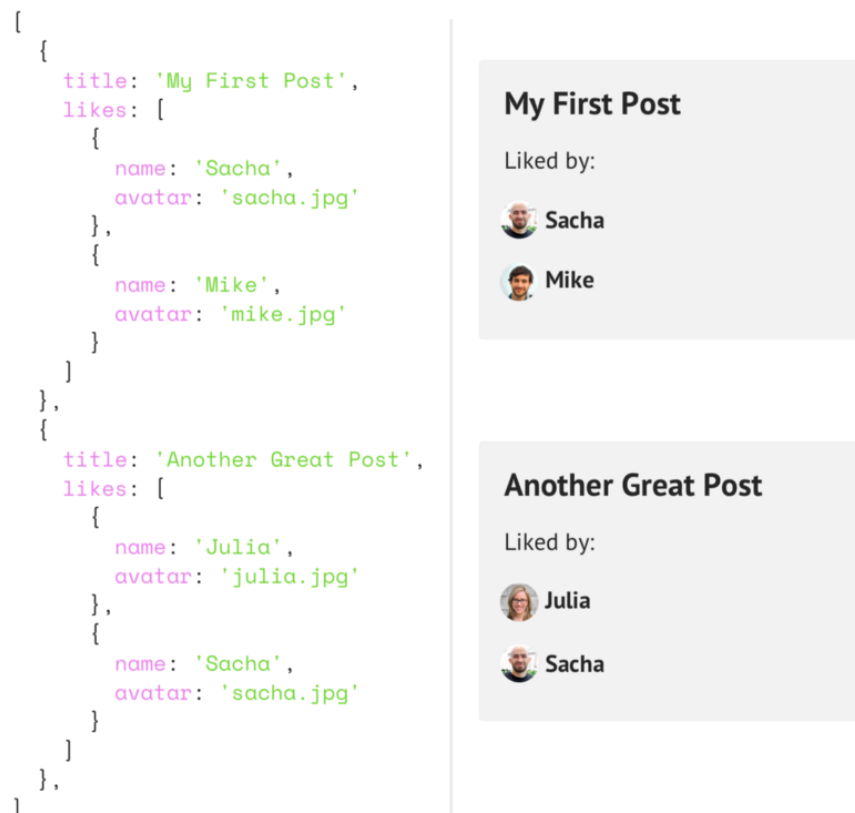 [
{
title: 'My First Post',
likes: [
{
name: 'Sacha',
avatar: 'sacha.jpg'
},
{
name: 'Mike',
avatar: 'mike.jpg'
}
]
},
{
title: 'Another Great Post',
likes: [
{
name: 'Julia',
avatar: 'julia.jpg'
},
{
name: 'Sacha',
avatar: 'sacha.jpg'
}
]
},
]
My First Post
Liked by:
Sacha
Mike
Another Great Post
Liked by:
Julia
Sacha